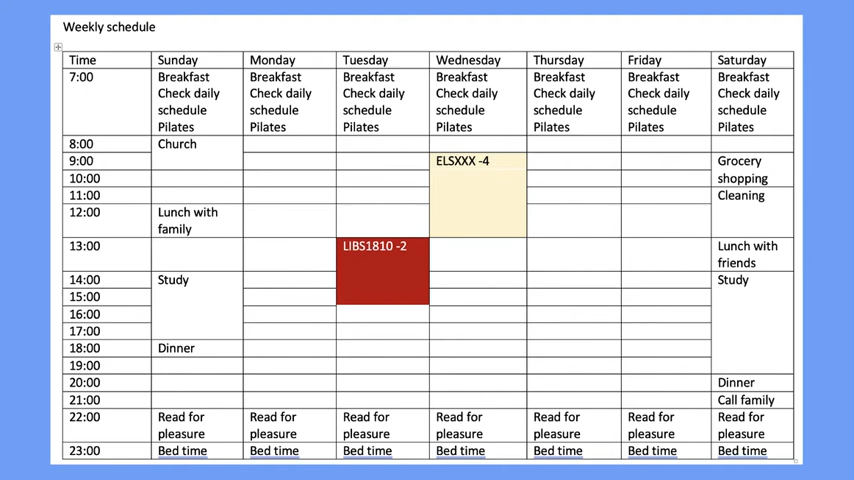 Weekly schedule
Time Sunday Monday Tuesday Wednesday Thursday Friday Saturday
7:00 Breakfast Breakfast Breakfast Breakfast Breakfast Breakfast Breakfast
Check daily Check daily Check daily Check daily Check daily Check daily Check daily
schedule schedule schedule schedule schedule schedule schedule
Pilates Pilates Pilates Pilates Pilates Pilates Pilates
8:00 Church
9:00 ELSXXX -4 Grocery
10:00 shopping
11:00 Cleaning
12:00 Lunch with
family
13:00 LIBS1810 -2 Lunch with
friends
14:00 Study Study
15:00
16:00
17:00
18:00 Dinner
19:00
20:00 Dinner
21:00 Call family
22:00 Read for Read for Read for Read for Read for Read for Read for
pleasure pleasure pleasure pleasure pleasure pleasure pleasure
23:00 Bed time Bed time Bed time Bed time Bed time Bed time Bed time